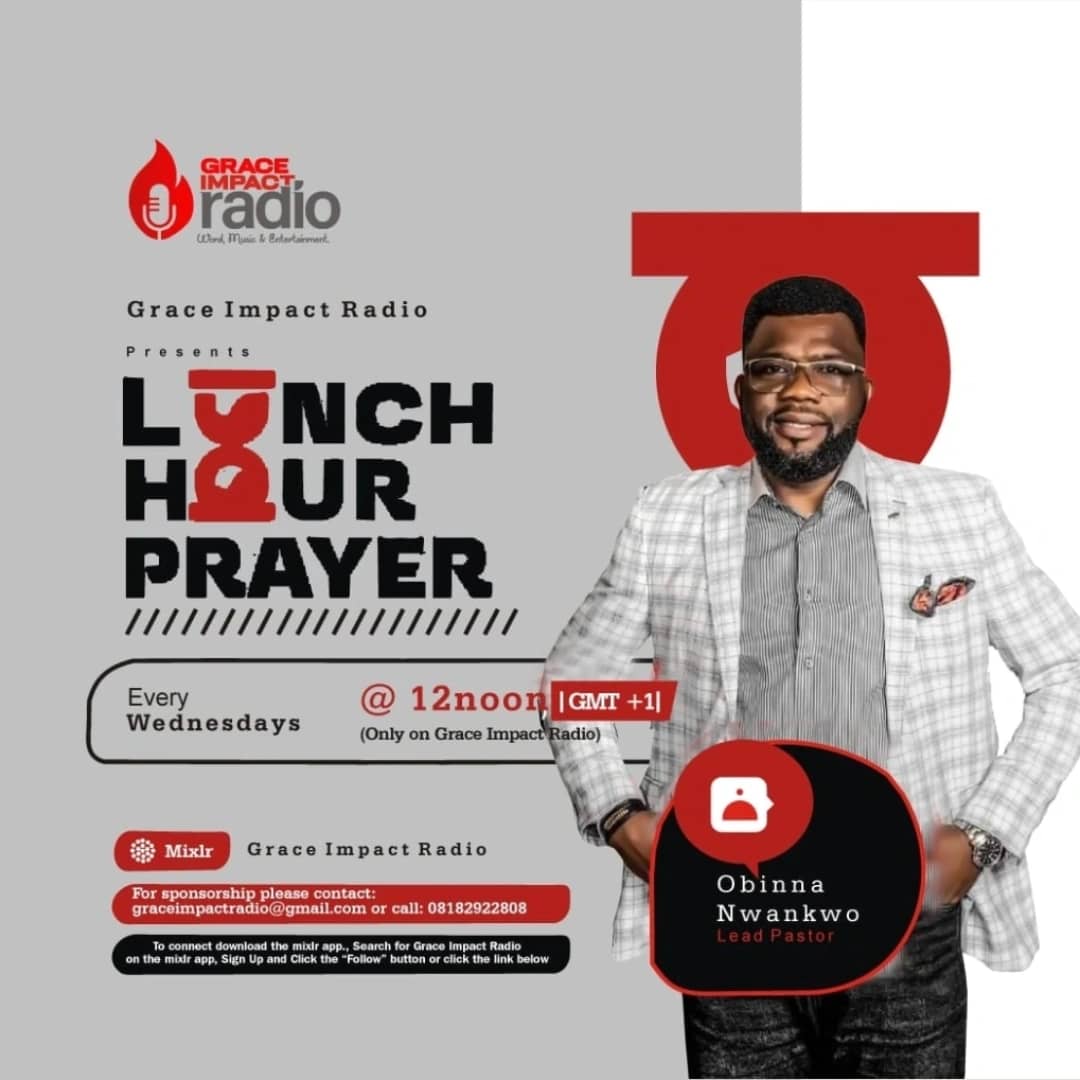 GRACE
IMPACT
radio
Word, Music & Entertainment.
Grace Impact Radio
Presents
LUNCH
HOUR
PRAYER
Every
Wednesdays
@ 12noon |GMT +1|
(Only on Grace Impact Radio)
Mixlr Grace Impact Radio
For sponsorship please contact:
graceimpactradio@gmail.com or call: 08182922808
To connect download the mixlr app., Search for Grace Impact Radio
on the mixlr app, Sign Up and Click the “Follow” button or click the link below
Obinna
Nwankwo
Lead Pastor